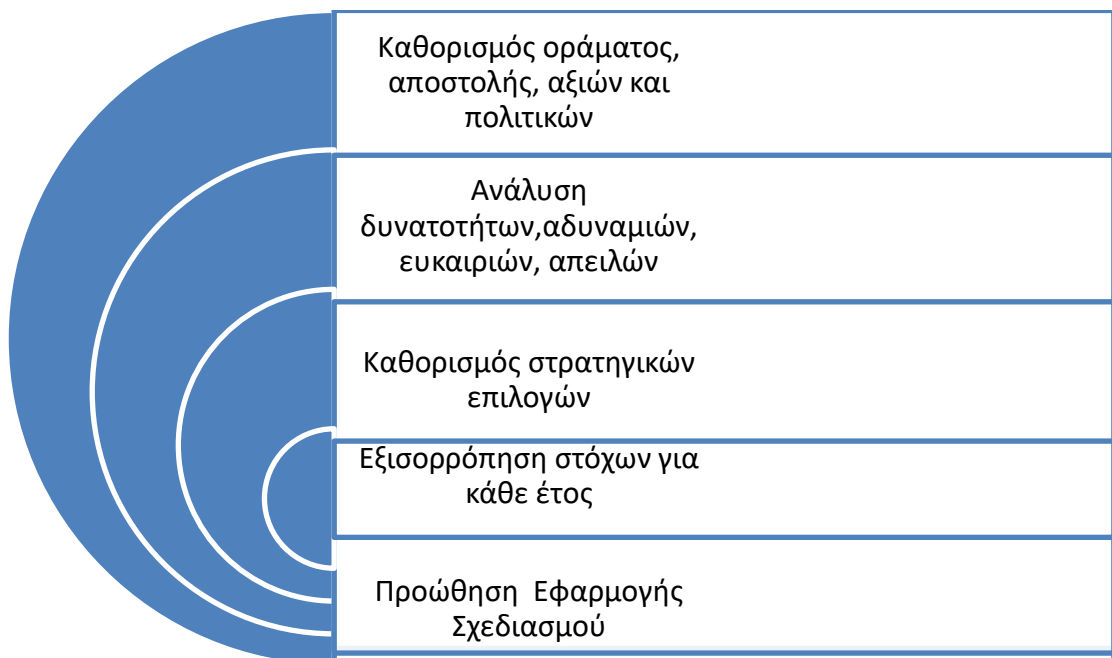 Καθορισμός οράματος,
αποστολής, αξιών και
πολιτικών
Ανάλυση
δυνατοτήτων,αδυναμιών,
ευκαιριών, απειλών
Καθορισμός στρατηγικών
επιλογών
Εξισορρόπηση στόχων για
κάθε έτος
Προώθηση Εφαρμογής
Σχεδιασμού